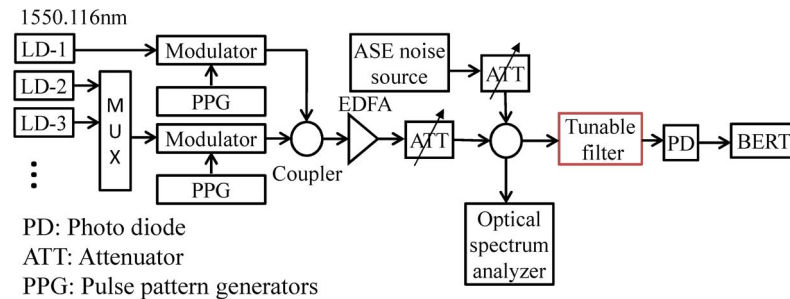 1550.116nm
LD-1
LD-2
LD-3
MUX
Modulator
PPG
Modulator
PPG
Coupler
EDFA
ATT
ASE noise
source
ATT
Tunable
filter
PD
BERT
Optical
spectrum
analyzer
PD: Photo diode
ATT: Attenuator
PPG: Pulse pattern generators